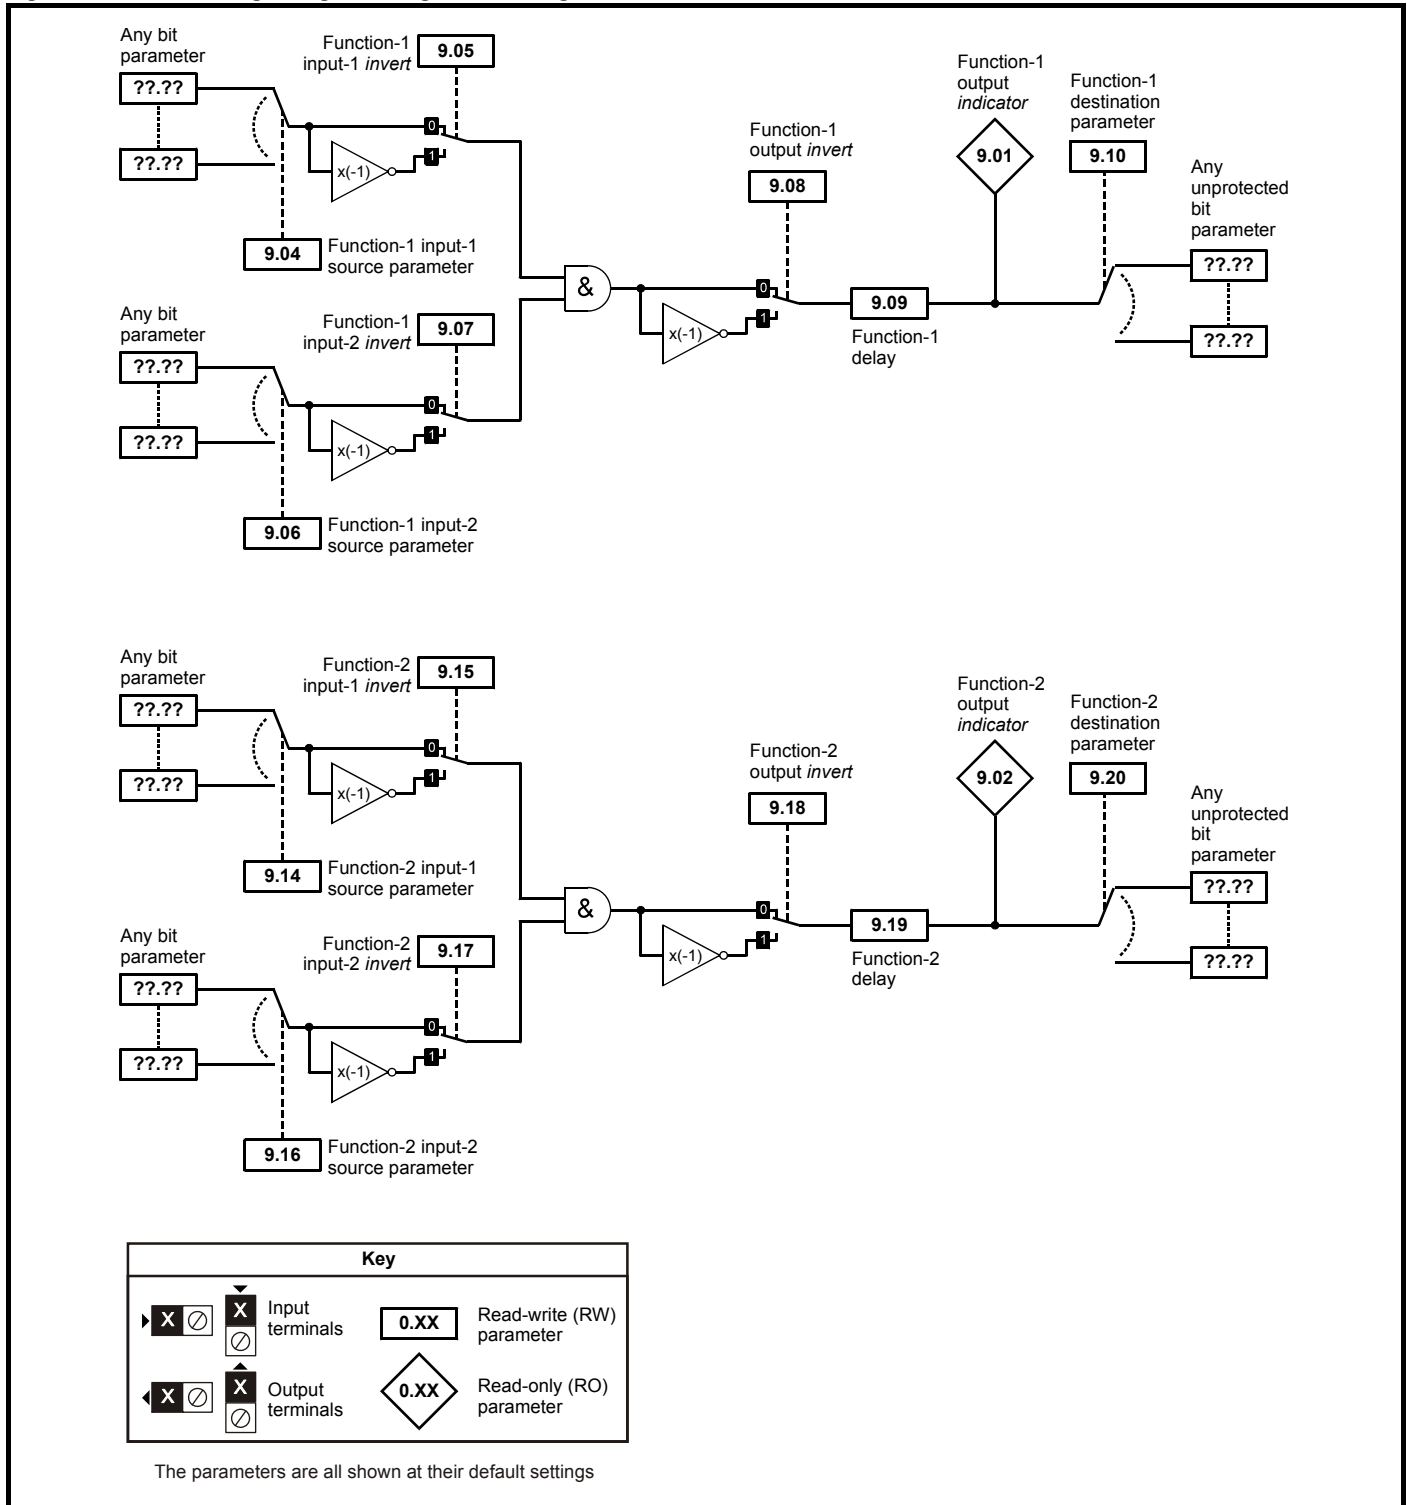 Any bit
parameter
??.??
??.??
Function-1
input-1 invert
9.05
0
1
x(-1)
9.04
Function-1 input-1
source parameter
Any bit
parameter
??.??
??.??
Function-1
input-2 invert
9.07
0
1
x(-1)
9.06
Function-1 input-2
source parameter
&
x(-1)
Function-1
output invert
9.08
0
1
9.09
Function-1
delay
Function-1
output
indicator
9.01
Function-1
destination
parameter
9.10
Any
unprotected
bit
parameter
??.??
??.??
Any bit
parameter
??.??
??.??
Function-2
input-1 invert
9.15
0
1
x(-1)
9.14
Function-2 input-1
source parameter
Any bit
parameter
??.??
??.??
Function-2
input-2 invert
9.17
0
1
x(-1)
9.16
Function-2 input-2
source parameter
&
x(-1)
Function-2
output invert
9.18
0
1
9.19
Function-2
delay
Function-2
output
indicator
9.02
Function-2
destination
parameter
9.20
Any
unprotected
bit
parameter
??.??
??.??
Key
X
X
Input
terminals
0.XX
Read-write (RW)
parameter
X
X
Output
terminals
0.XX
Read-only (RO)
parameter
The parameters are all shown at their default settings